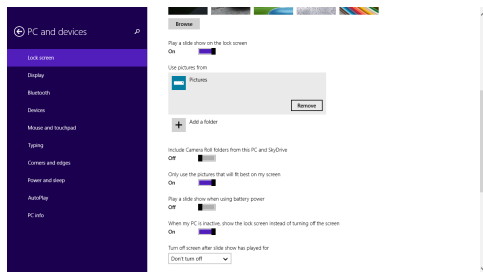 PC and devices
Lock screen
Display
Bluetooth
Devices
Mouse and touchpad
Typing
Corners and edges
Power and sleep
AutoPlay
PC info
Browse
Play a slide show on the lock screen
On
Use pictures from
Pictures
Remove
Add a folder
Include Camera Roll folders from this PC and SkyDrive
Off
Only use the pictures that will fit best on my screen
On
Play a slide show when using battery power
Off
When my PC is inactive, show the lock screen instead of turning off the screen
On
Turn off screen after slide show has played for
Don't turn off